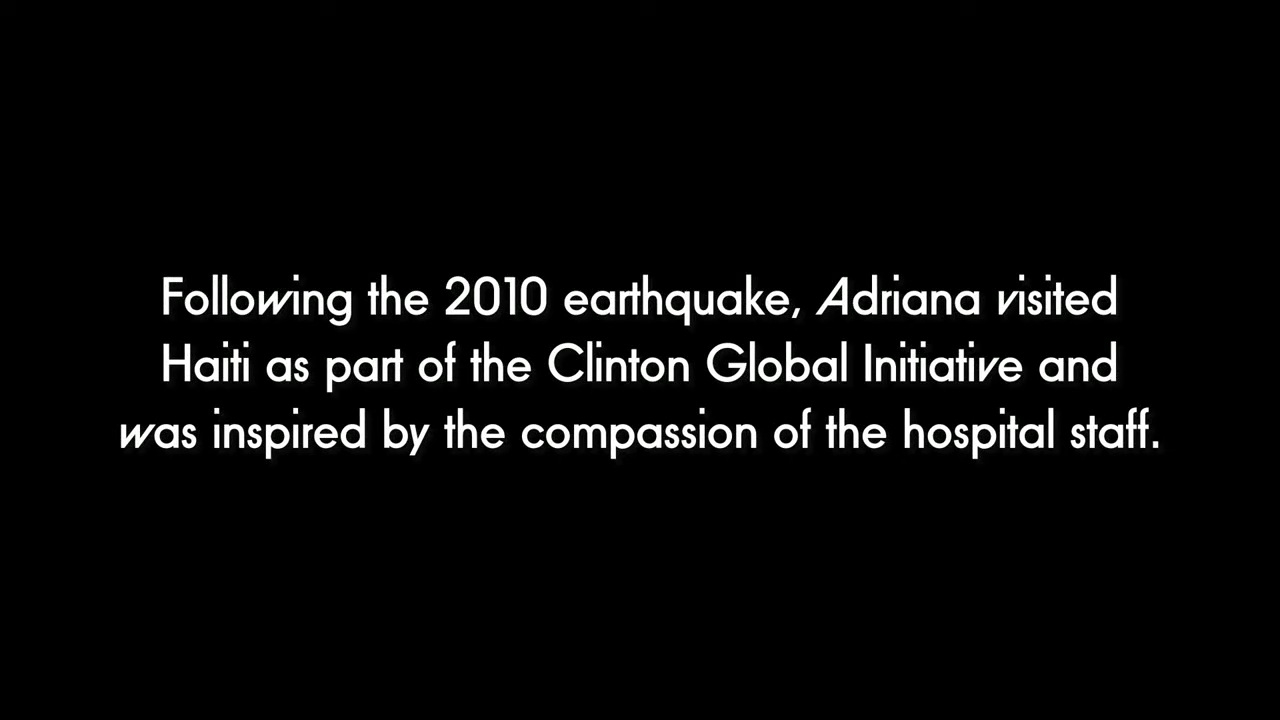 Following the 2010 earthquake, Adriana visited
Haiti as part of the Clinton Global Initiative and
was inspired by the compassion of the hospital staff.